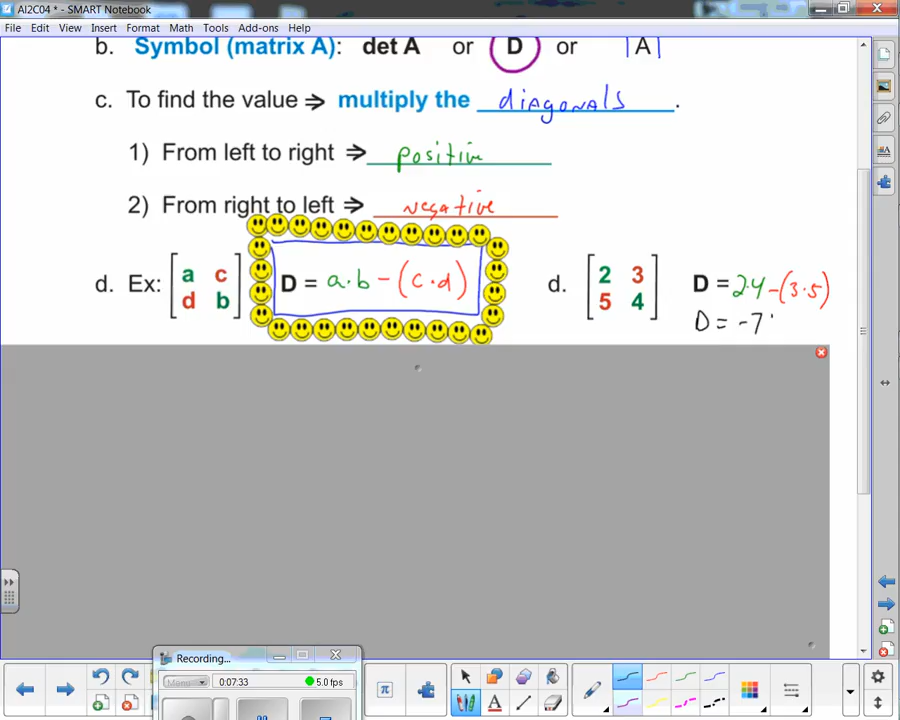 AI2C04 * - SMART Notebook
File Edit View Insert Format Math Tools Add-ons Help
b. Symbol (matrix A): det A or D or |A|
c. To find the value ⇒ multiply the diagonals.
1) From left to right ⇒ positive
2) From right to left ⇒ negative
d. Ex: [a c
d b] D = a·b - (c·d)
d. [2 3
5 4] D = 2·4 - (3·5)
D = -7
Recording...
Menu 0:07:33 5.0 fps
π
A